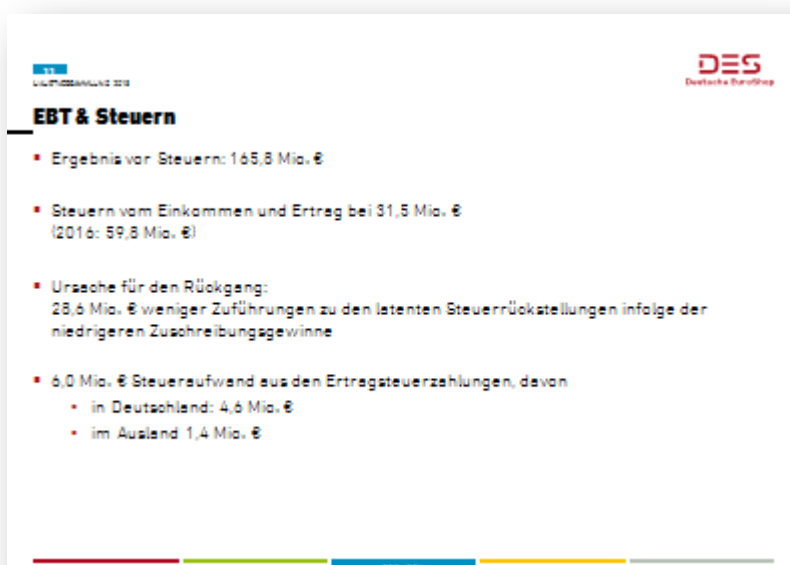 DES
Deutsche EuroShop
EBT & Steuern
▪ Ergebnis vor Steuern: 165,8 Mio. €
▪ Steuern vom Einkommen und Ertrag bei 31,5 Mio. €
(2016: 59,8 Mio. €)
▪ Ursache für den Rückgang:
28,6 Mio. € weniger Zuführungen zu den latenten Steuerrückstellungen infolge der
niedrigeren Zuschreibungsgewinne
▪ 6,0 Mio. € Steueraufwand aus den Ertragsteuerzahlungen, davon
▪ in Deutschland: 4,6 Mio. €
▪ im Ausland 1,4 Mio. €